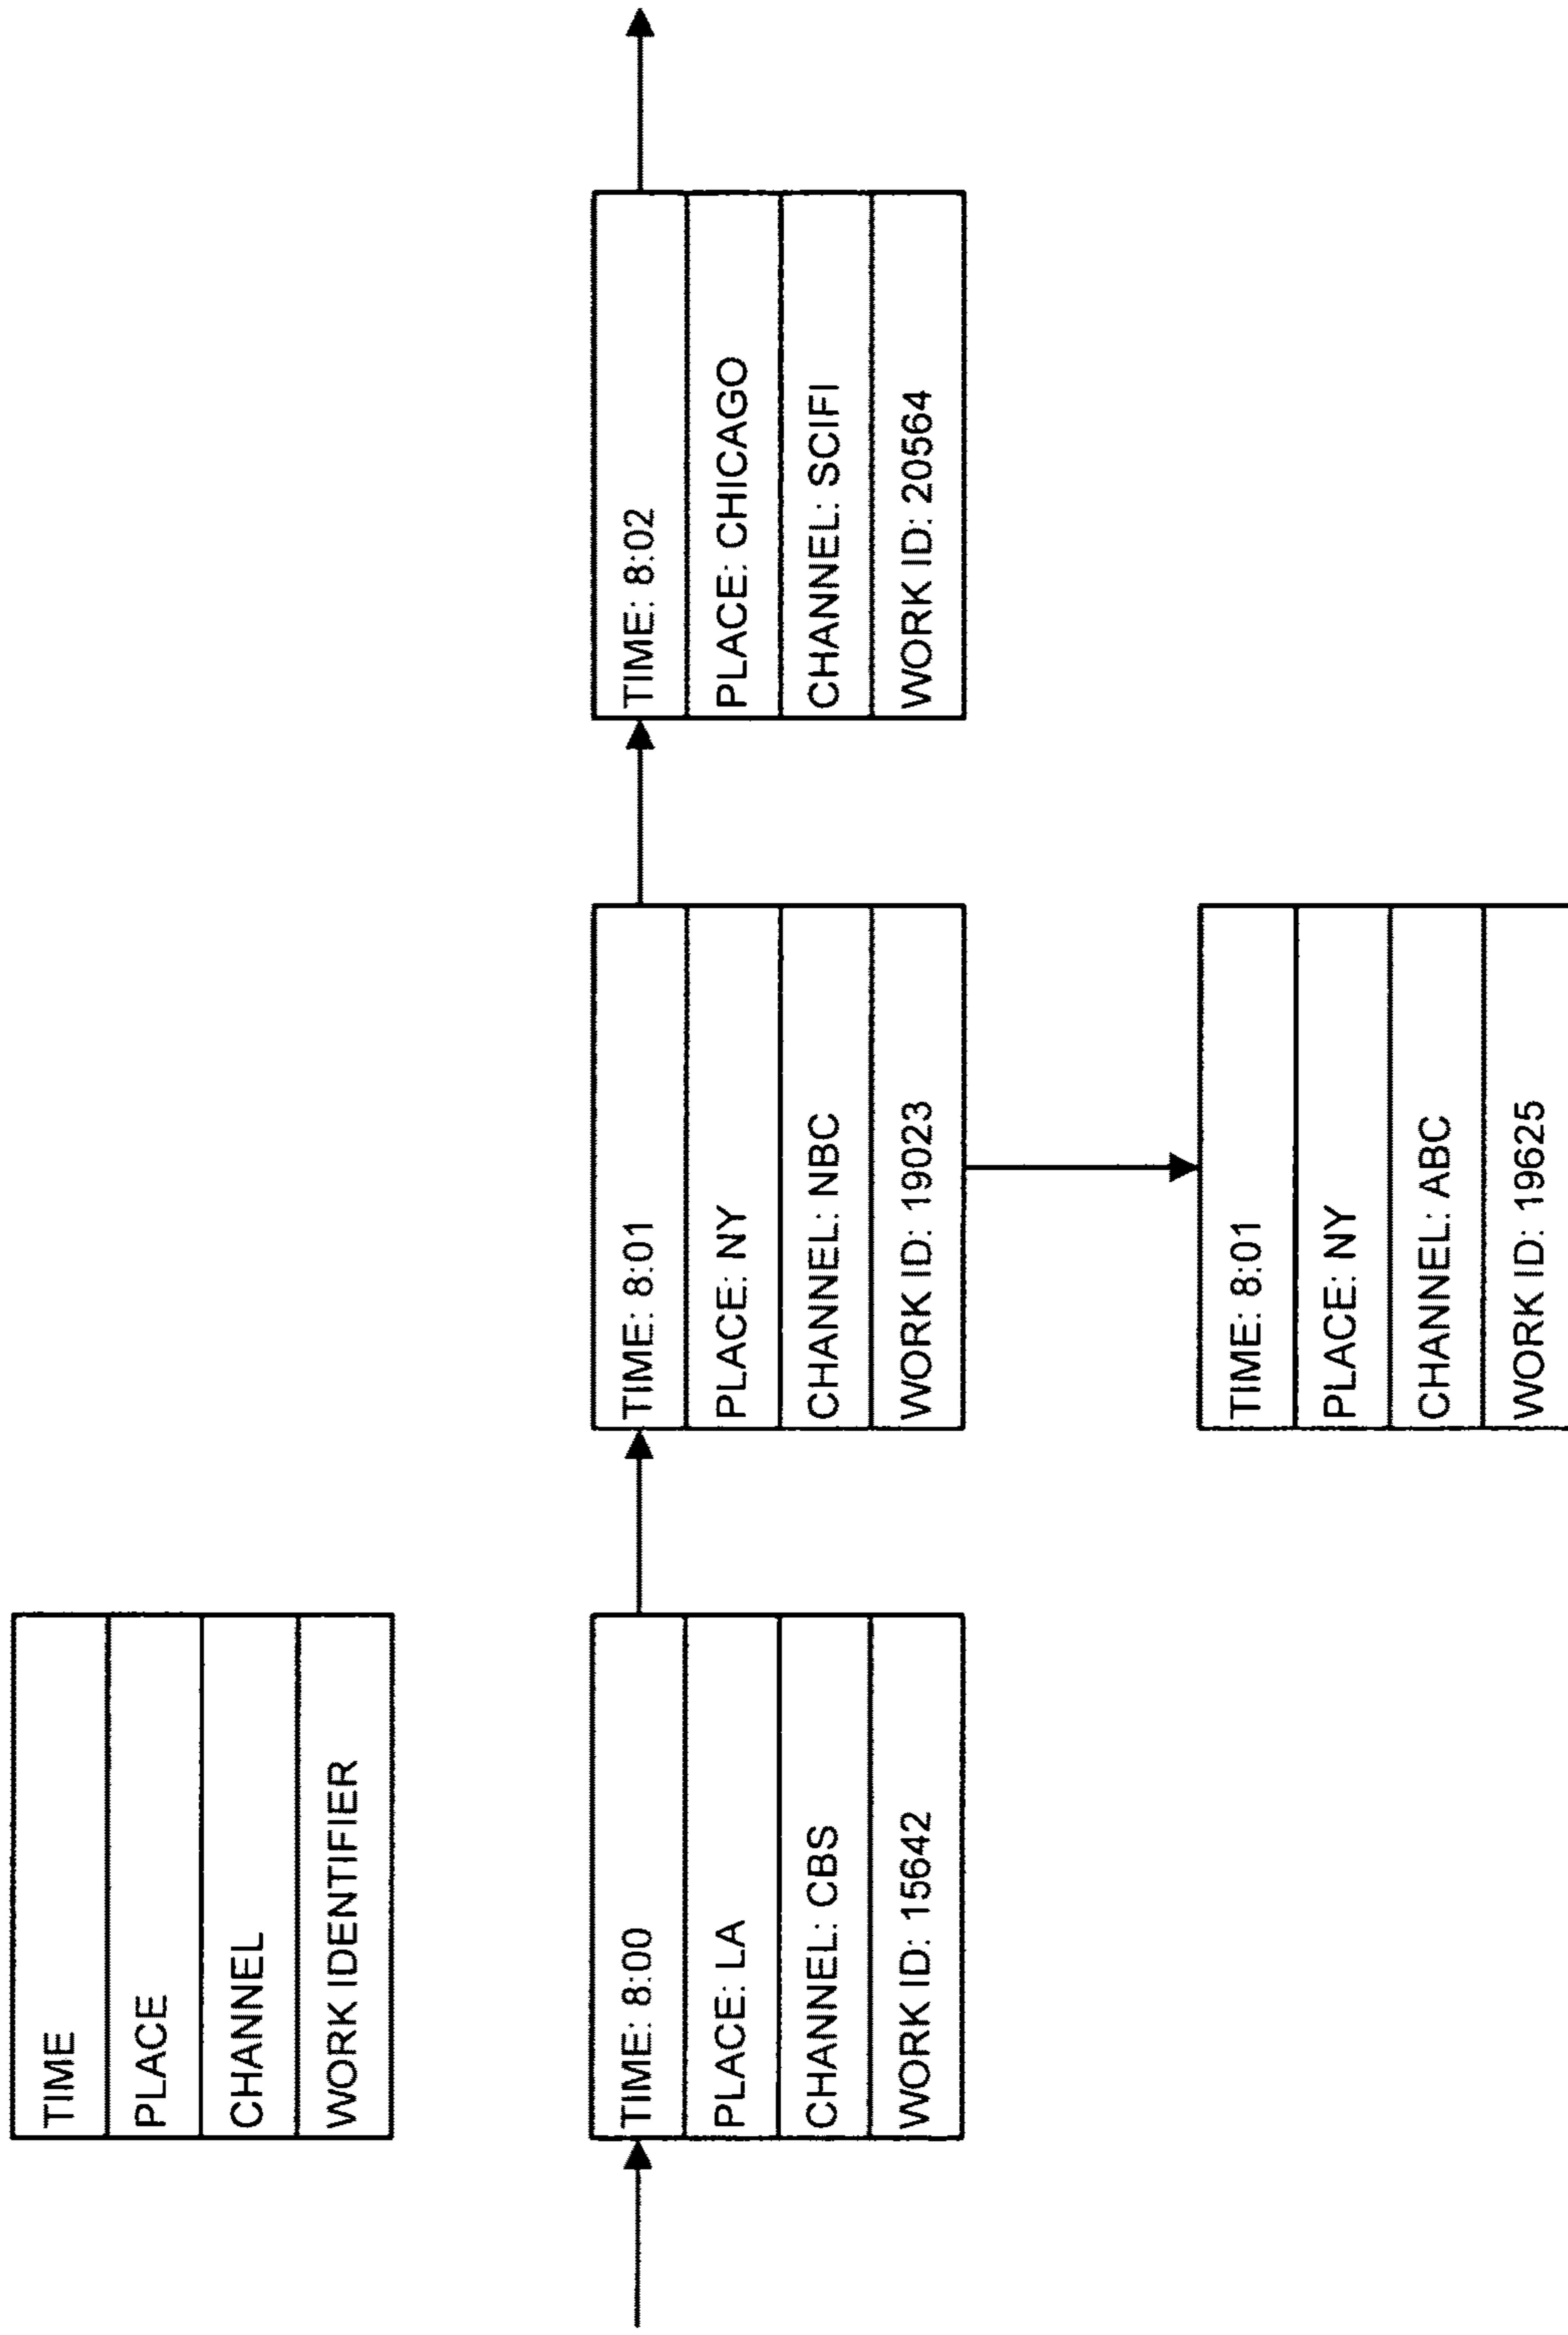 TIME
PLACE
CHANNEL
WORK IDENTIFIER
TIME: 8:00
PLACE: LA
CHANNEL: CBS
WORK ID: 15642
TIME: 8:01
PLACE: NY
CHANNEL: NBC
WORK ID: 19023
TIME: 8:02
PLACE: CHICAGO
CHANNEL: SCIFI
WORK ID: 20564
TIME: 8:01
PLACE: NY
CHANNEL: ABC
WORK ID: 19625